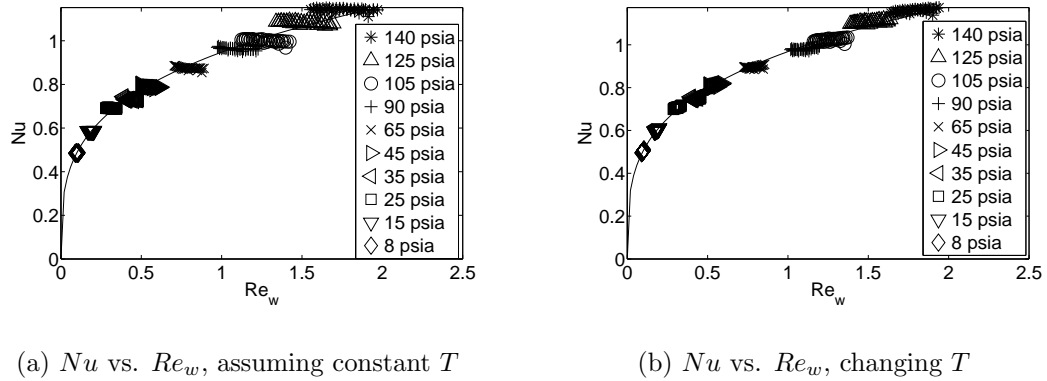 Nu
1
0.8
0.6
0.4
0.2
0
0 0.5 1 1.5 2 2.5
Re_w
140 psia
125 psia
105 psia
90 psia
65 psia
45 psia
35 psia
25 psia
15 psia
8 psia
(a) Nu vs. Re_w, assuming constant T
Nu
1
0.8
0.6
0.4
0.2
0
0 0.5 1 1.5 2 2.5
Re_w
140 psia
125 psia
105 psia
90 psia
65 psia
45 psia
35 psia
25 psia
15 psia
8 psia
(b) Nu vs. Re_w, changing T